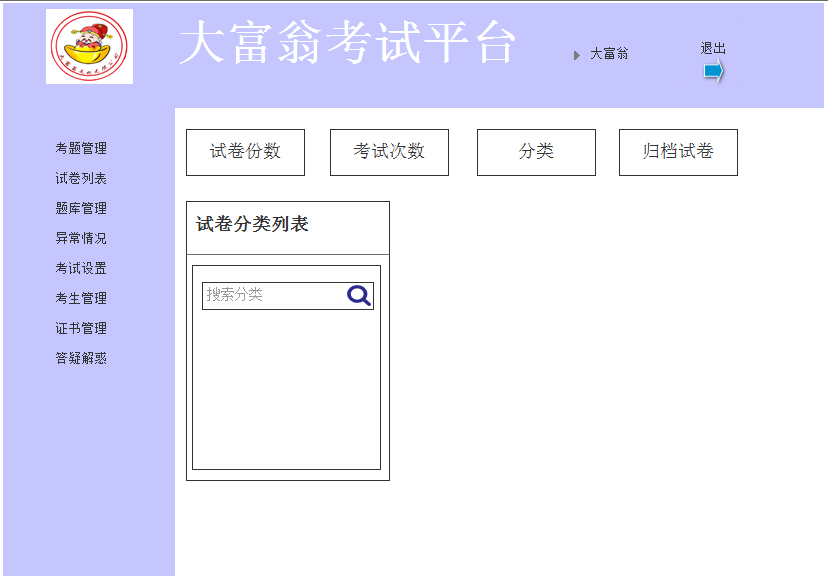 大富翁考试平台
大富翁
退出
考题管理
试卷列表
题库管理
异常情况
考试设置
考生管理
证书管理
答疑解惑
试卷份数
考试次数
分类
归档试卷
试卷分类列表
搜索分类